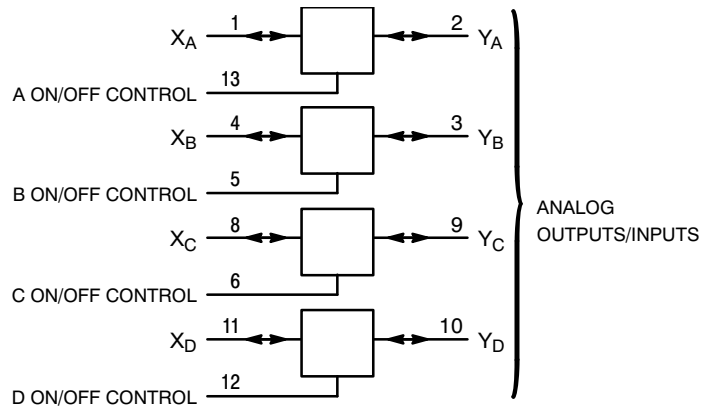 XA 1 2 YA
A ON/OFF CONTROL 13
XB 4 3 YB
B ON/OFF CONTROL 5
XC 8 9 YC
C ON/OFF CONTROL 6
XD 11 10 YD
D ON/OFF CONTROL 12
ANALOG
OUTPUTS/INPUTS